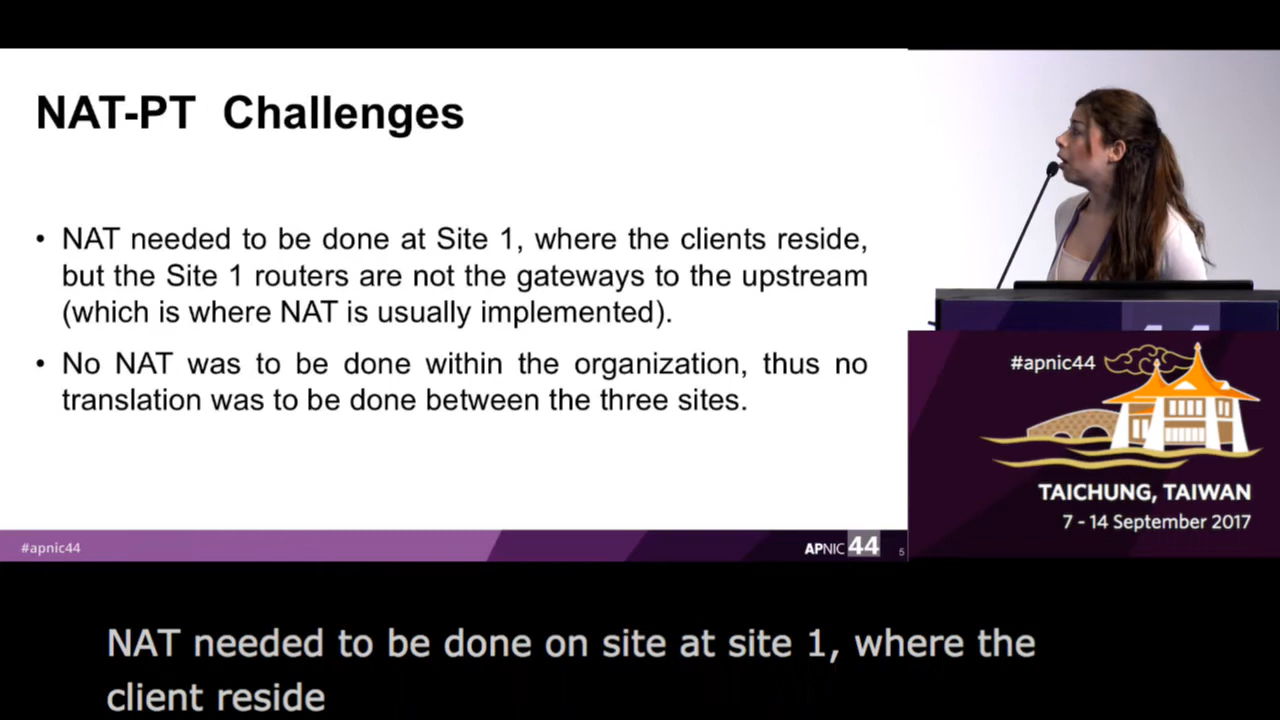 NAT-PT Challenges
• NAT needed to be done at Site 1, where the clients reside,
but the Site 1 routers are not the gateways to the upstream
(which is where NAT is usually implemented).
• No NAT was to be done within the organization, thus no
translation was to be done between the three sites.
#apnic44
APNIC 44
5
44
#apnic44
TAICHUNG, TAIWAN
7 - 14 September 2017
NAT needed to be done on site at site 1, where the
client reside